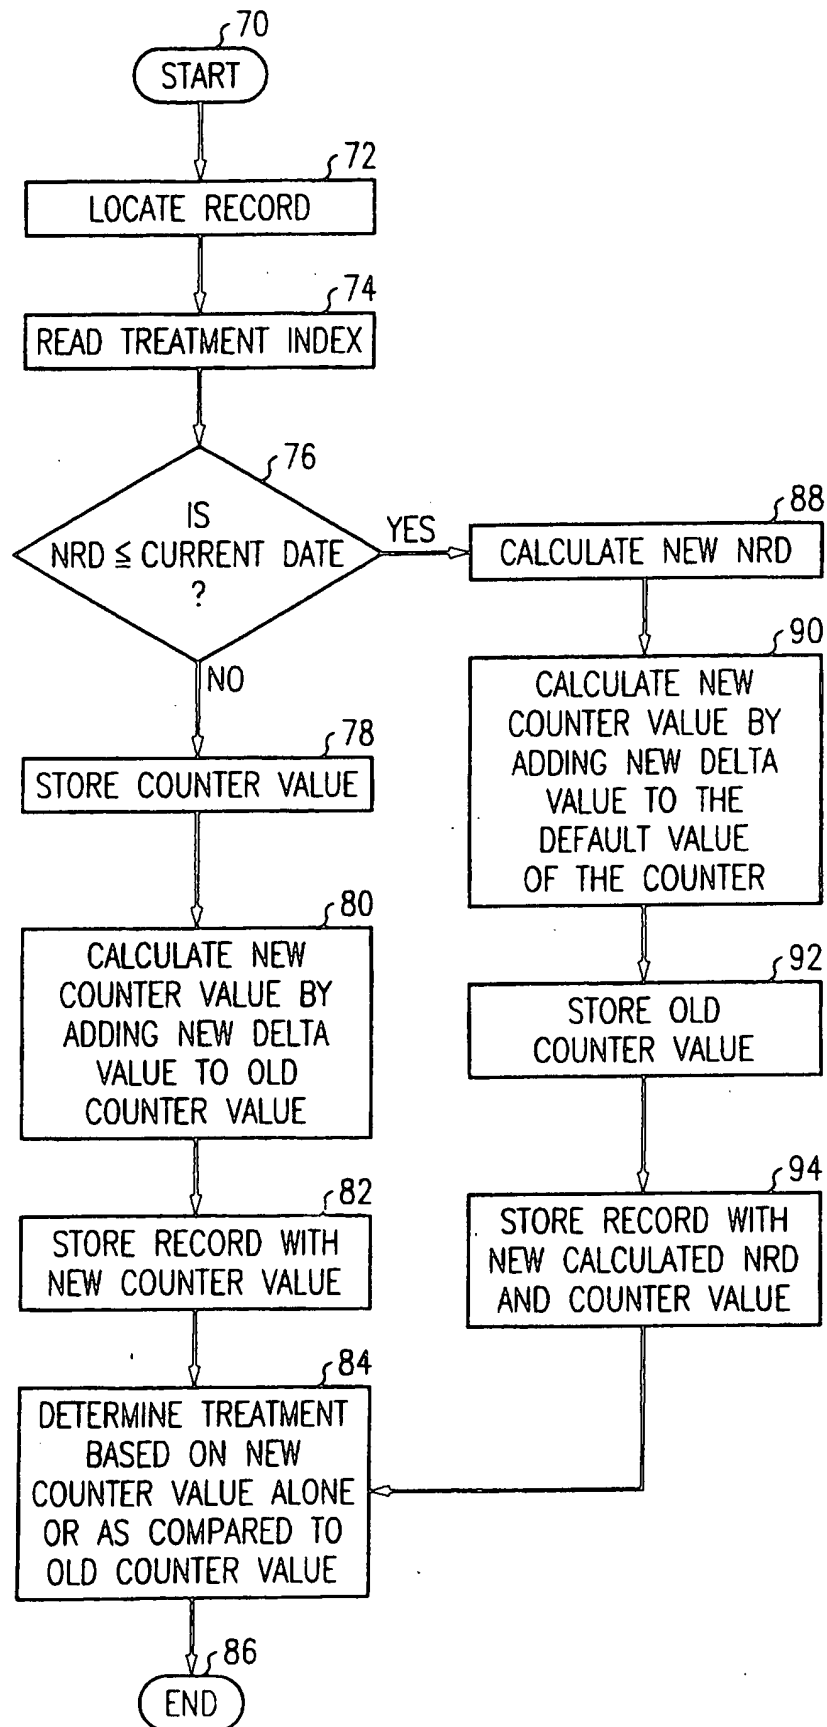 70
START
72
LOCATE RECORD
74
READ TREATMENT INDEX
76
IS
NRD ≦ CURRENT DATE
?
YES
NO
78
STORE COUNTER VALUE
80
CALCULATE NEW
COUNTER VALUE BY
ADDING NEW DELTA
VALUE TO OLD
COUNTER VALUE
82
STORE RECORD WITH
NEW COUNTER VALUE
84
DETERMINE TREATMENT
BASED ON NEW
COUNTER VALUE ALONE
OR AS COMPARED TO
OLD COUNTER VALUE
86
END
88
CALCULATE NEW NRD
90
CALCULATE NEW
COUNTER VALUE BY
ADDING NEW DELTA
VALUE TO THE
DEFAULT VALUE
OF THE COUNTER
92
STORE OLD
COUNTER VALUE
94
STORE RECORD WITH
NEW CALCULATED NRD
AND COUNTER VALUE